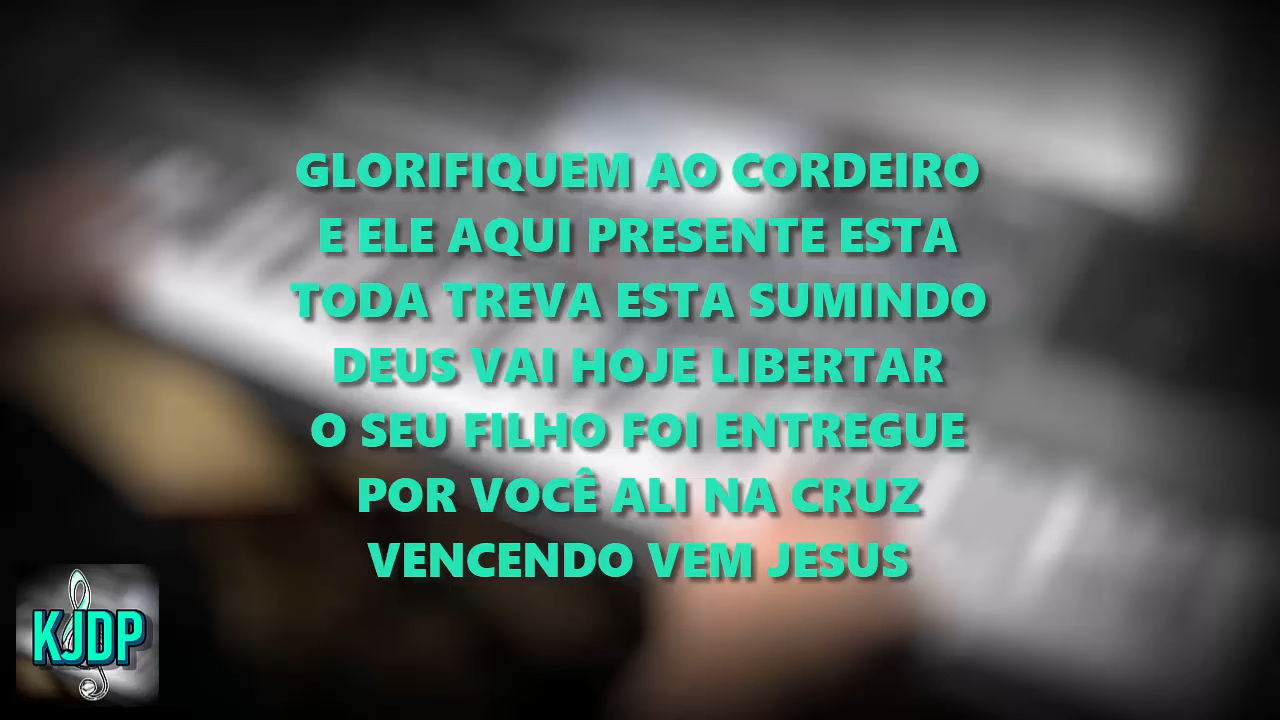 GLORIFIQUEM AO CORDEIRO
E ELE AQUI PRESENTE ESTA
TODA TREVA ESTA SUMINDO
DEUS VAI HOJE LIBERTAR
O SEU FILHO FOI ENTREGUE
POR VOCÊ ALI NA CRUZ
VENCENDO VEM JESUS
KJDP